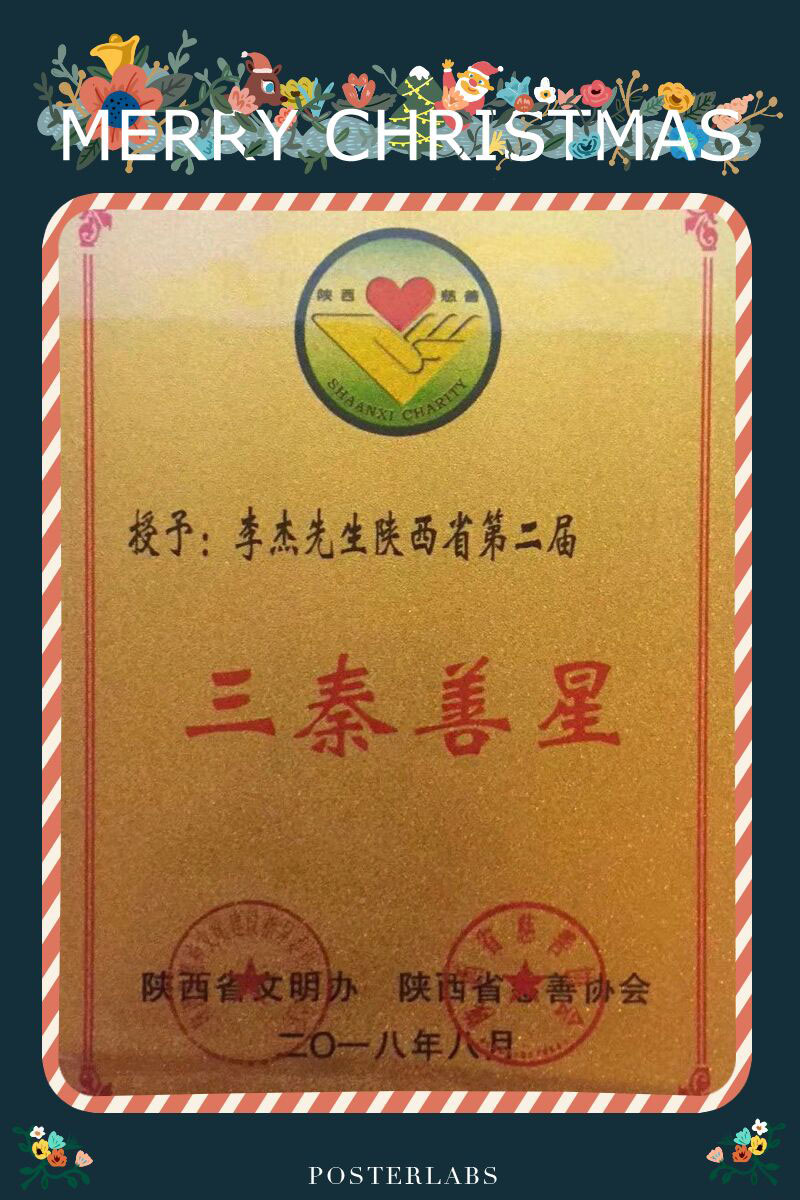 MERRY CHRISTMAS
陕西 慈善
SHAANXI CHARITY
授予：李杰先生陕西省第二届
三秦善星
陕西省文明办 陕西省慈善协会
二〇一八年八月
POSTERLABS